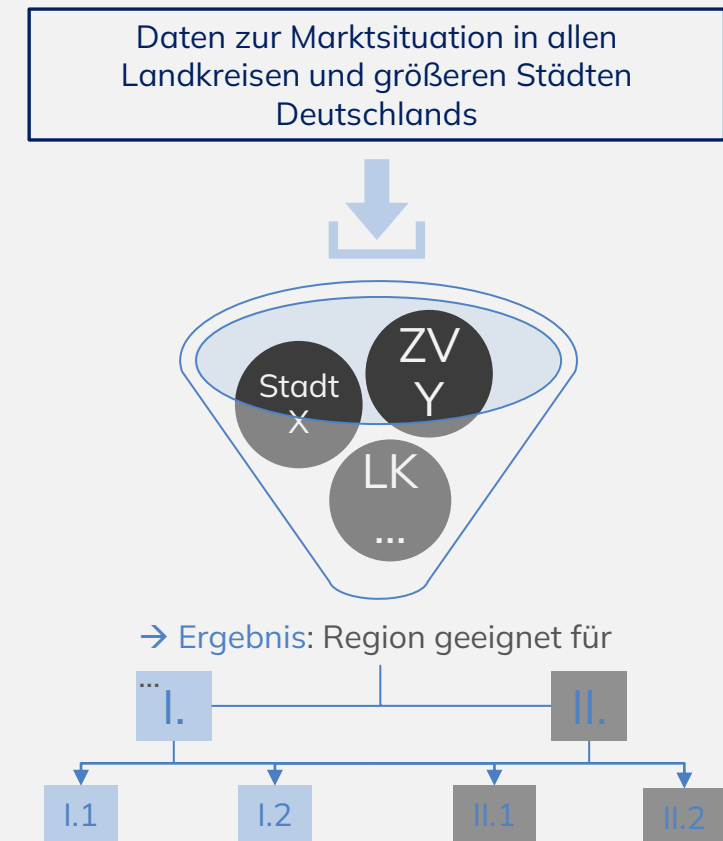 Daten zur Marktsituation in allen
Landkreisen und größeren Städten
Deutschlands
Stadt
X
ZV
Y
LK
...
→ Ergebnis: Region geeignet für
...
I.
II.
I.1
I.2
II.1
II.2